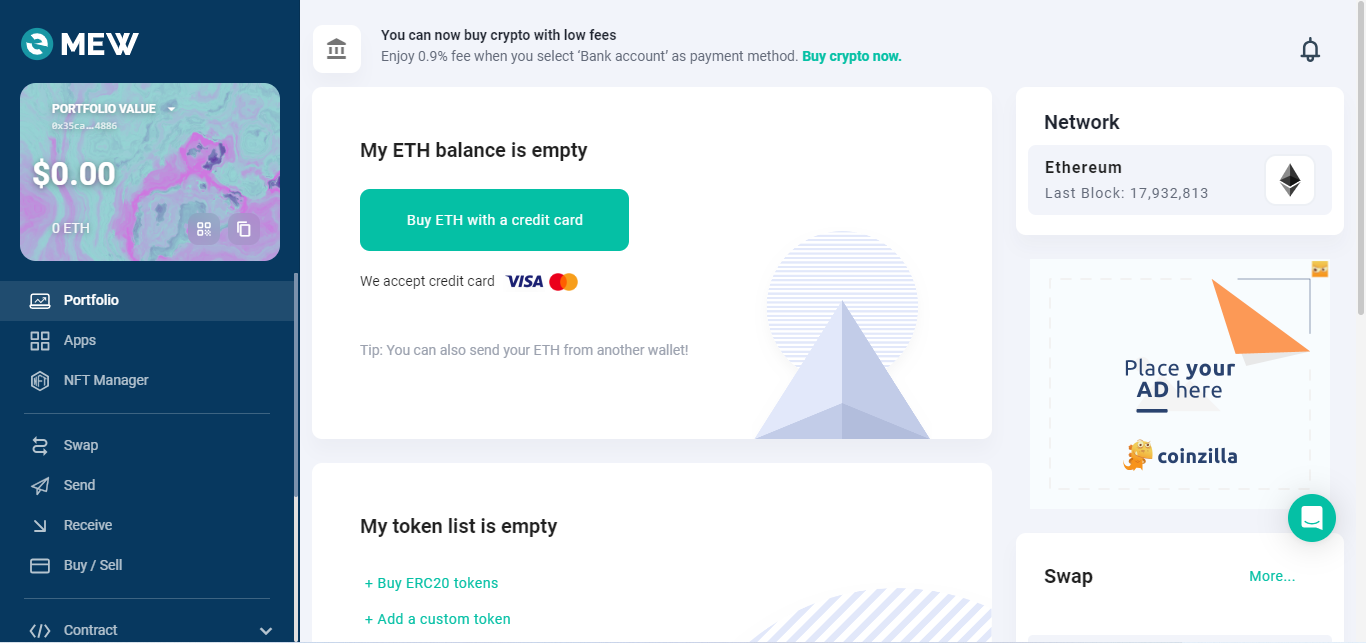 MEW
PORTFOLIO VALUE
0x35ca...4886
$0.00
0 ETH
Portfolio
Apps
NFT
NFT Manager
Swap
Send
Receive
Buy / Sell
Contract
You can now buy crypto with low fees
Enjoy 0.9% fee when you select ‘Bank account’ as payment method. Buy crypto now.
My ETH balance is empty
Buy ETH with a credit card
We accept credit card VISA
Tip: You can also send your ETH from another wallet!
My token list is empty
+ Buy ERC20 tokens
+ Add a custom token
Network
Ethereum
Last Block: 17,932,813
Place your
AD here
coinzilla
Swap
More...